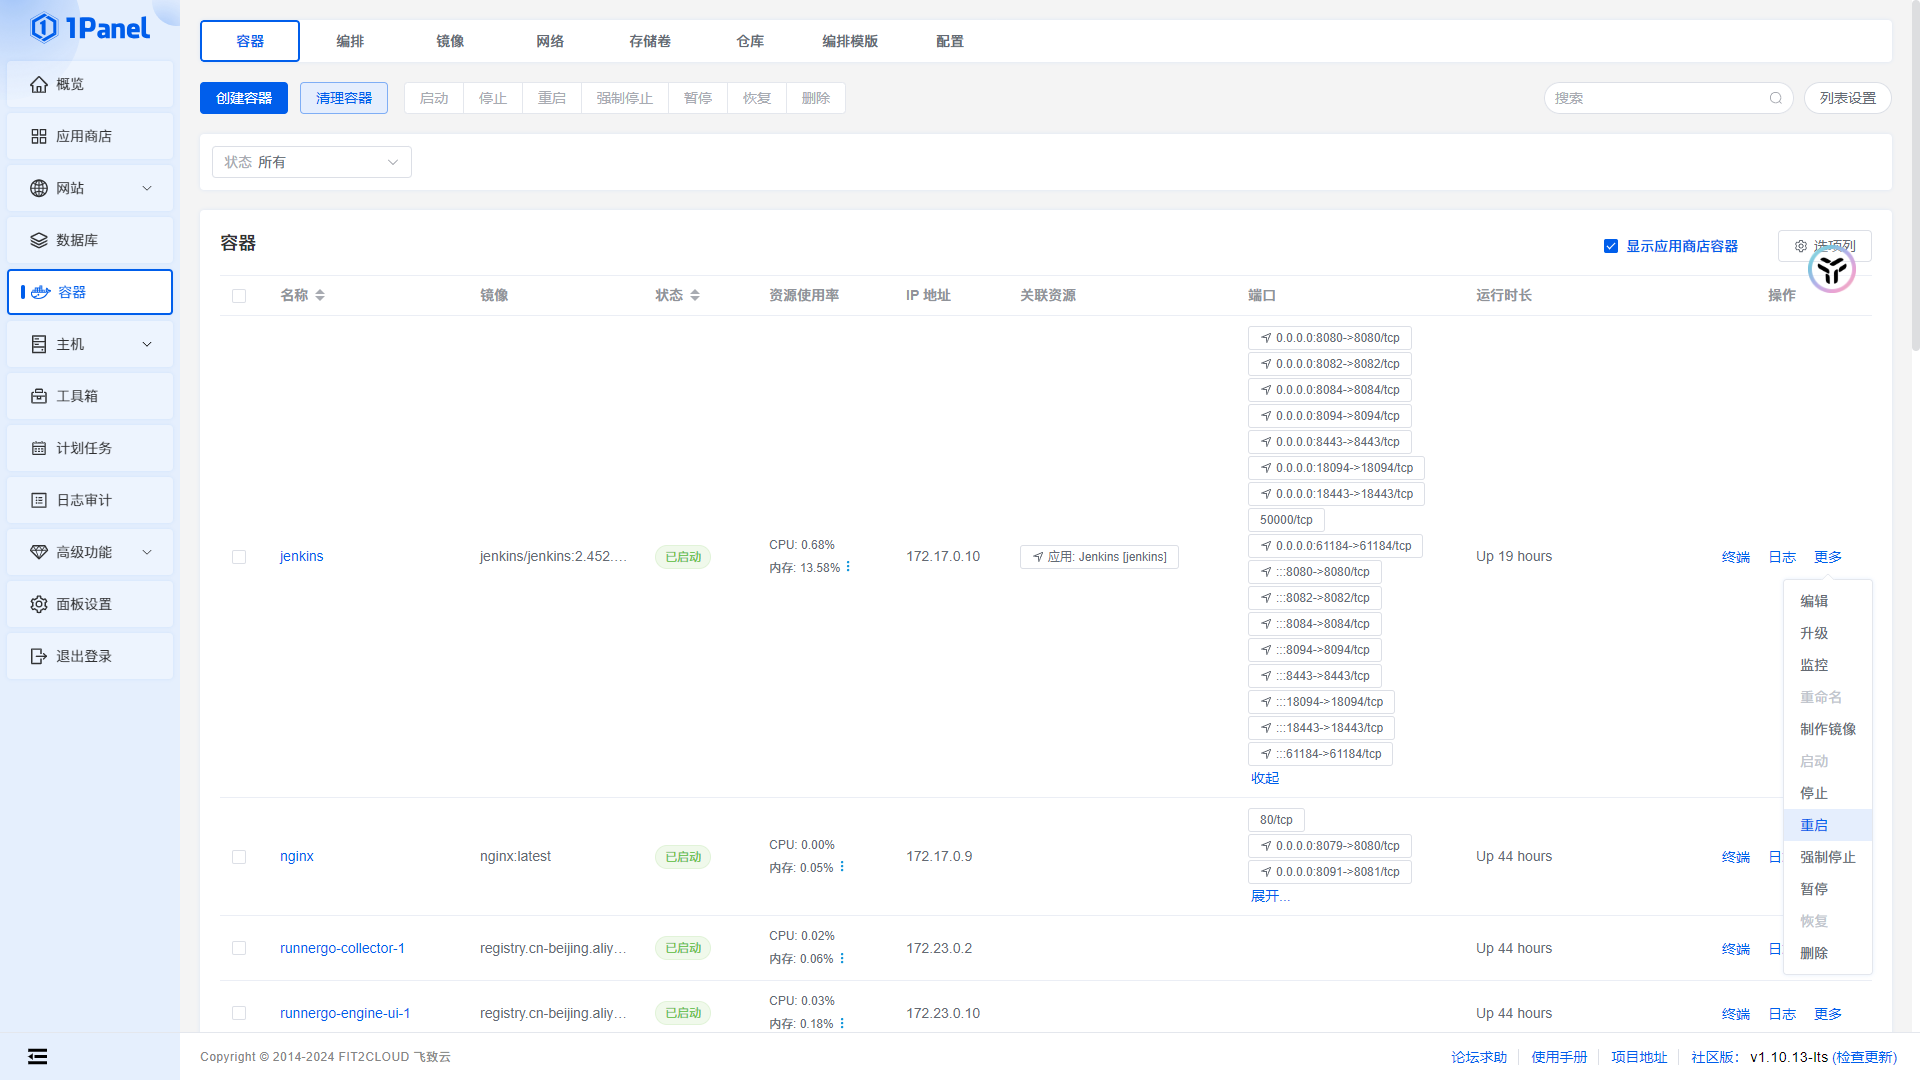 1Panel
概览
应用商店
网站
数据库
容器
主机
工具箱
计划任务
日志审计
高级功能
面板设置
退出登录
容器 编排 镜像 网络 存储卷 仓库 编排模版 配置
创建容器 清理容器 启动 停止 重启 强制停止 暂停 恢复 删除 搜索 列表设置
状态 所有
容器
显示应用商店容器 选项列
名称 镜像 状态 资源使用率 IP 地址 关联资源 端口 运行时长 操作
0.0.0.0:8080->8080/tcp
0.0.0.0:8082->8082/tcp
0.0.0.0:8084->8084/tcp
0.0.0.0:8094->8094/tcp
0.0.0.0:8443->8443/tcp
0.0.0.0:18094->18094/tcp
0.0.0.0:18443->18443/tcp
50000/tcp
0.0.0.0:61184->61184/tcp
:::8080->8080/tcp
:::8082->8082/tcp
:::8084->8084/tcp
:::8094->8094/tcp
:::8443->8443/tcp
:::18094->18094/tcp
:::18443->18443/tcp
:::61184->61184/tcp
收起
jenkins jenkins/jenkins:2.452.… 已启动 CPU: 0.68% 172.17.0.10 应用: Jenkins [jenkins] Up 19 hours 终端 日志 更多
内存: 13.58%
编辑
升级
监控
重命名
制作镜像
启动
停止
重启
强制停止
暂停
恢复
删除
80/tcp
0.0.0.0:8079->8080/tcp
0.0.0.0:8091->8081/tcp
展开...
nginx nginx:latest 已启动 CPU: 0.00% 172.17.0.9 Up 44 hours 终端 日
内存: 0.05%
runnergo-collector-1 registry.cn-beijing.aliy… 已启动 CPU: 0.02% 172.23.0.2 Up 44 hours 终端 日
内存: 0.06%
runnergo-engine-ui-1 registry.cn-beijing.aliy… 已启动 CPU: 0.03% 172.23.0.10 Up 44 hours 终端 日志 更多
内存: 0.18%
Copyright © 2014-2024 FIT2CLOUD 飞致云 论坛求助 使用手册 项目地址 社区版: v1.10.13-lts (检查更新)